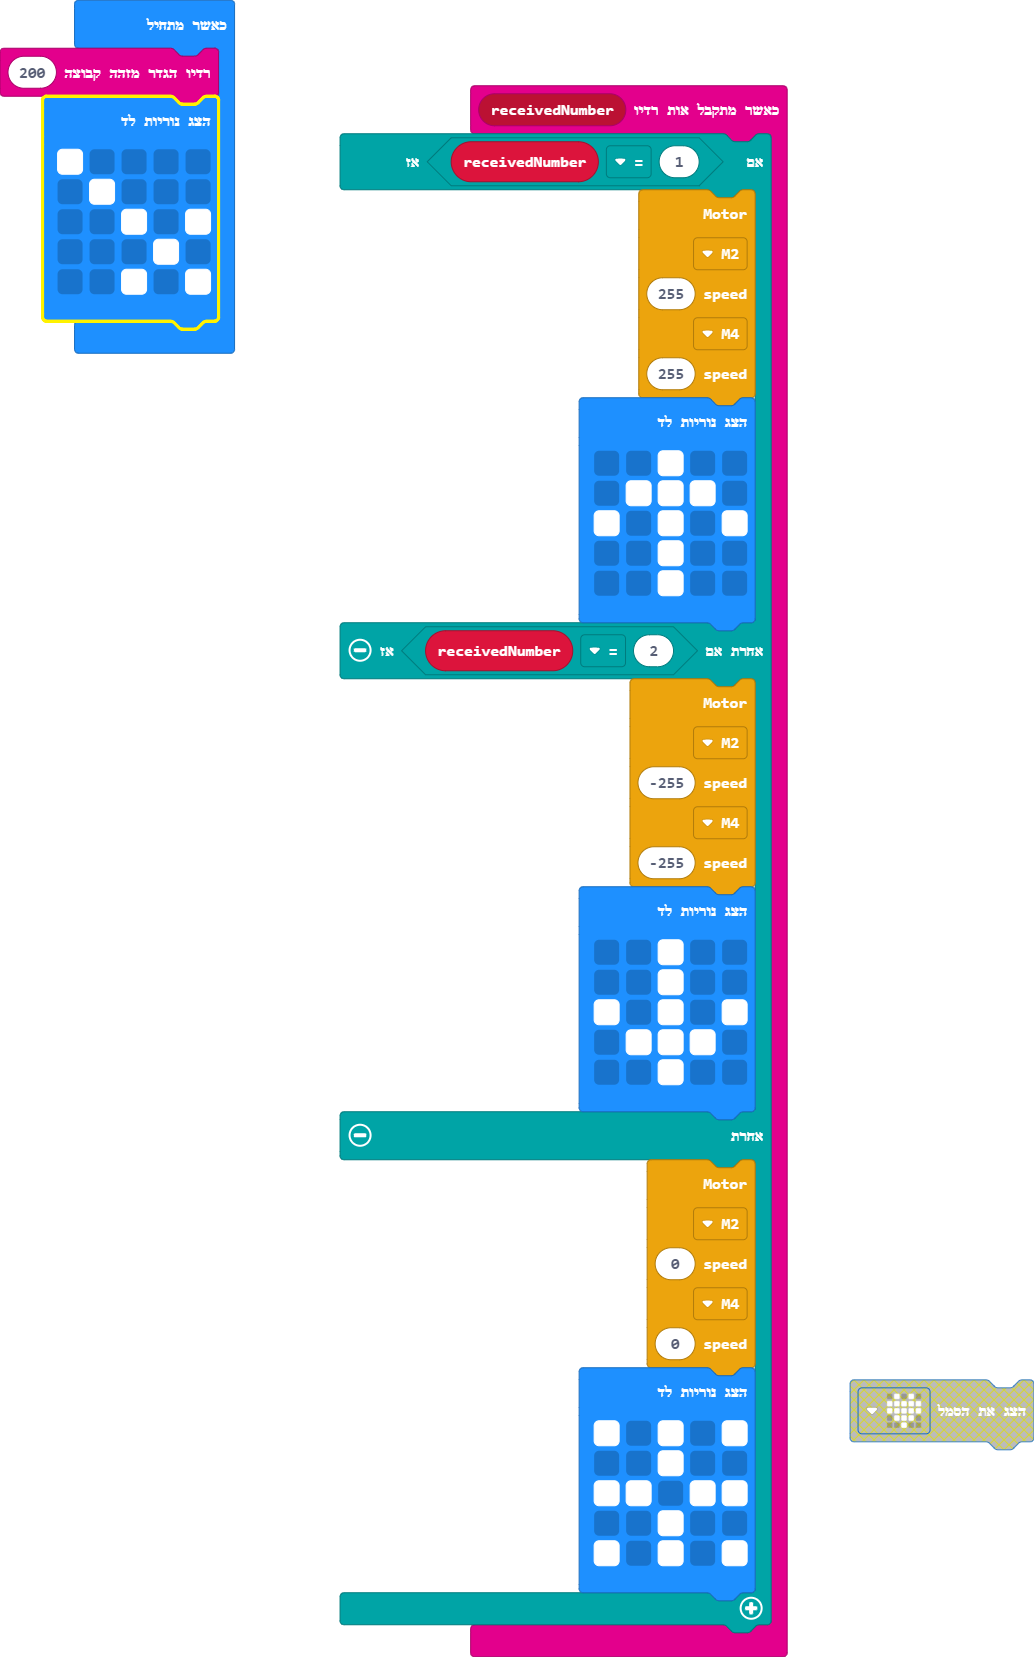 כאשר מתחיל
רדיו הגדר מזהה קבוצה 200
הצג נוריות לד
כאשר מתקבל אות רדיו receivedNumber
אם 1 = receivedNumber אז
Motor
M2
speed 255
M4
speed 255
הצג נוריות לד
אחרת אם 2 = receivedNumber אז
Motor
M2
speed -255
M4
speed -255
הצג נוריות לד
אחרת
Motor
M2
speed 0
M4
speed 0
הצג נוריות לד
הצג את הסמל